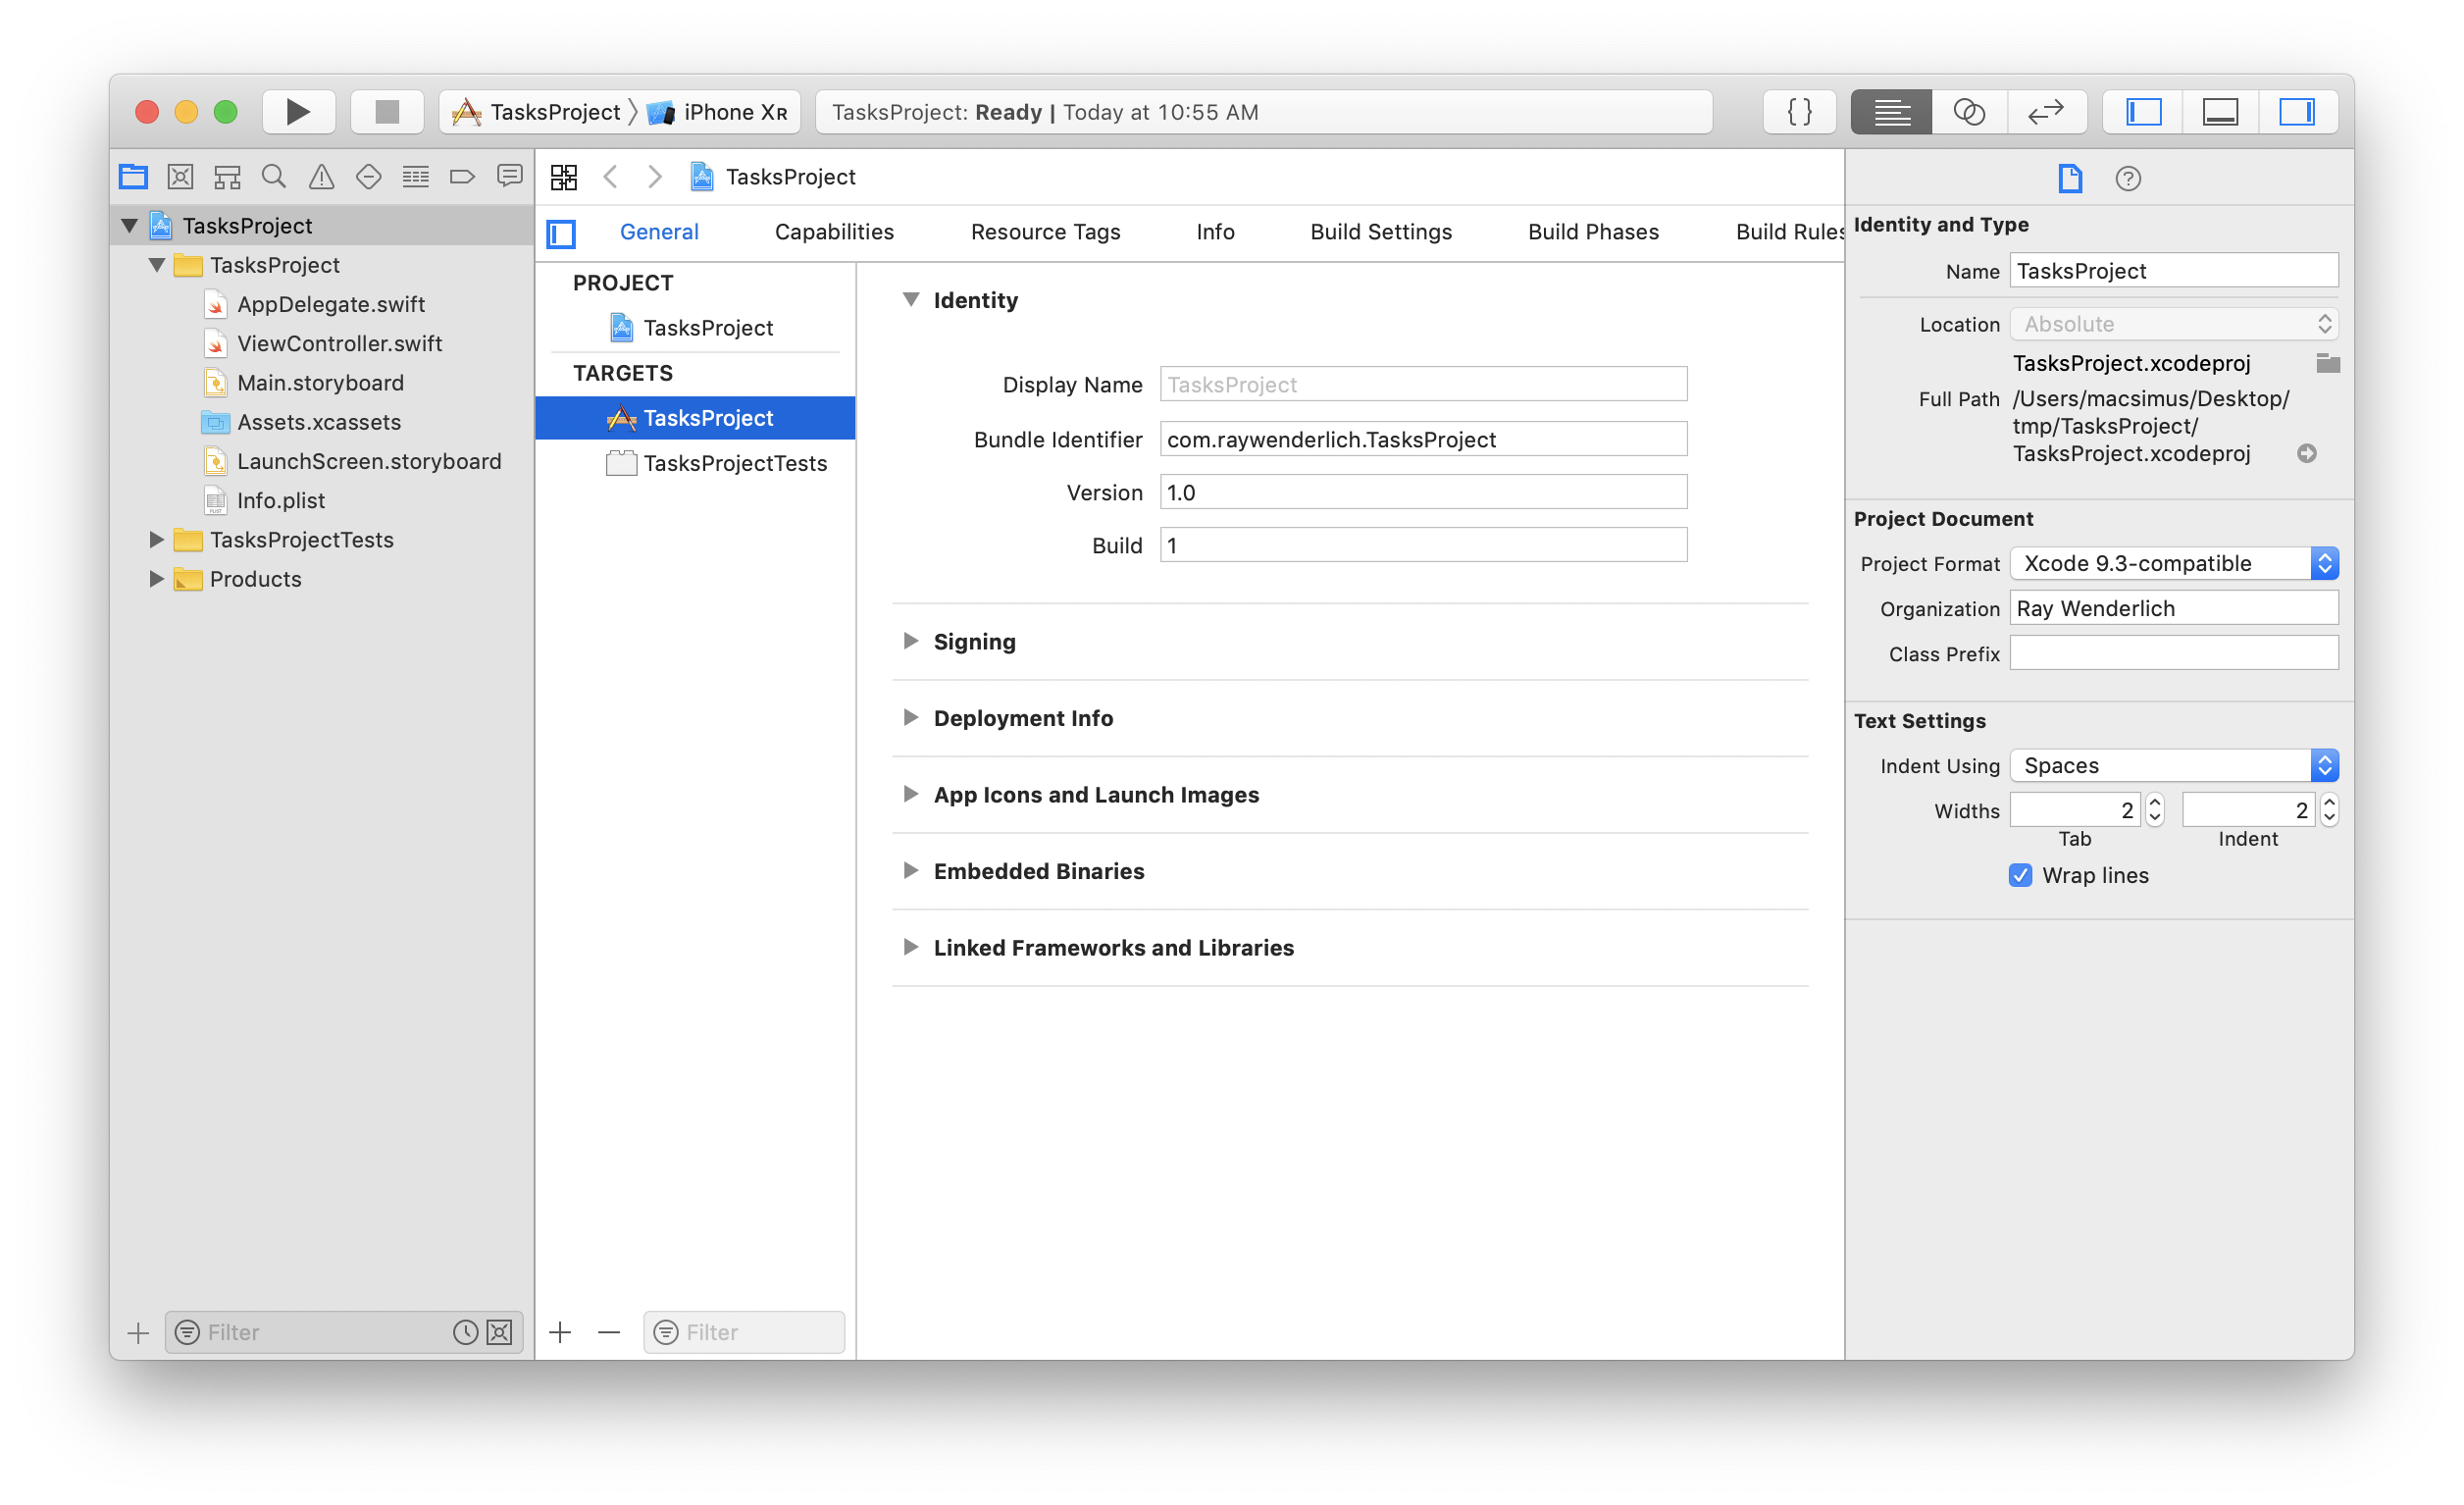 TasksProject
iPhone XR
TasksProject: Ready | Today at 10:55 AM
{ }
TasksProject
TasksProject
AppDelegate.swift
ViewController.swift
Main.storyboard
Assets.xcassets
LaunchScreen.storyboard
Info.plist
TasksProjectTests
Products
Filter
TasksProject
General Capabilities Resource Tags Info Build Settings Build Phases Build Rules
PROJECT
TasksProject
TARGETS
TasksProject
TasksProjectTests
Filter
Identity
Display Name TasksProject
Bundle Identifier com.raywenderlich.TasksProject
Version 1.0
Build 1
Signing
Deployment Info
App Icons and Launch Images
Embedded Binaries
Linked Frameworks and Libraries
Identity and Type
Name TasksProject
Location Absolute
TasksProject.xcodeproj
Full Path /Users/macsimus/Desktop/
tmp/TasksProject/
TasksProject.xcodeproj
Project Document
Project Format Xcode 9.3-compatible
Organization Ray Wenderlich
Class Prefix
Text Settings
Indent Using Spaces
Widths 2 2
Tab Indent
Wrap lines